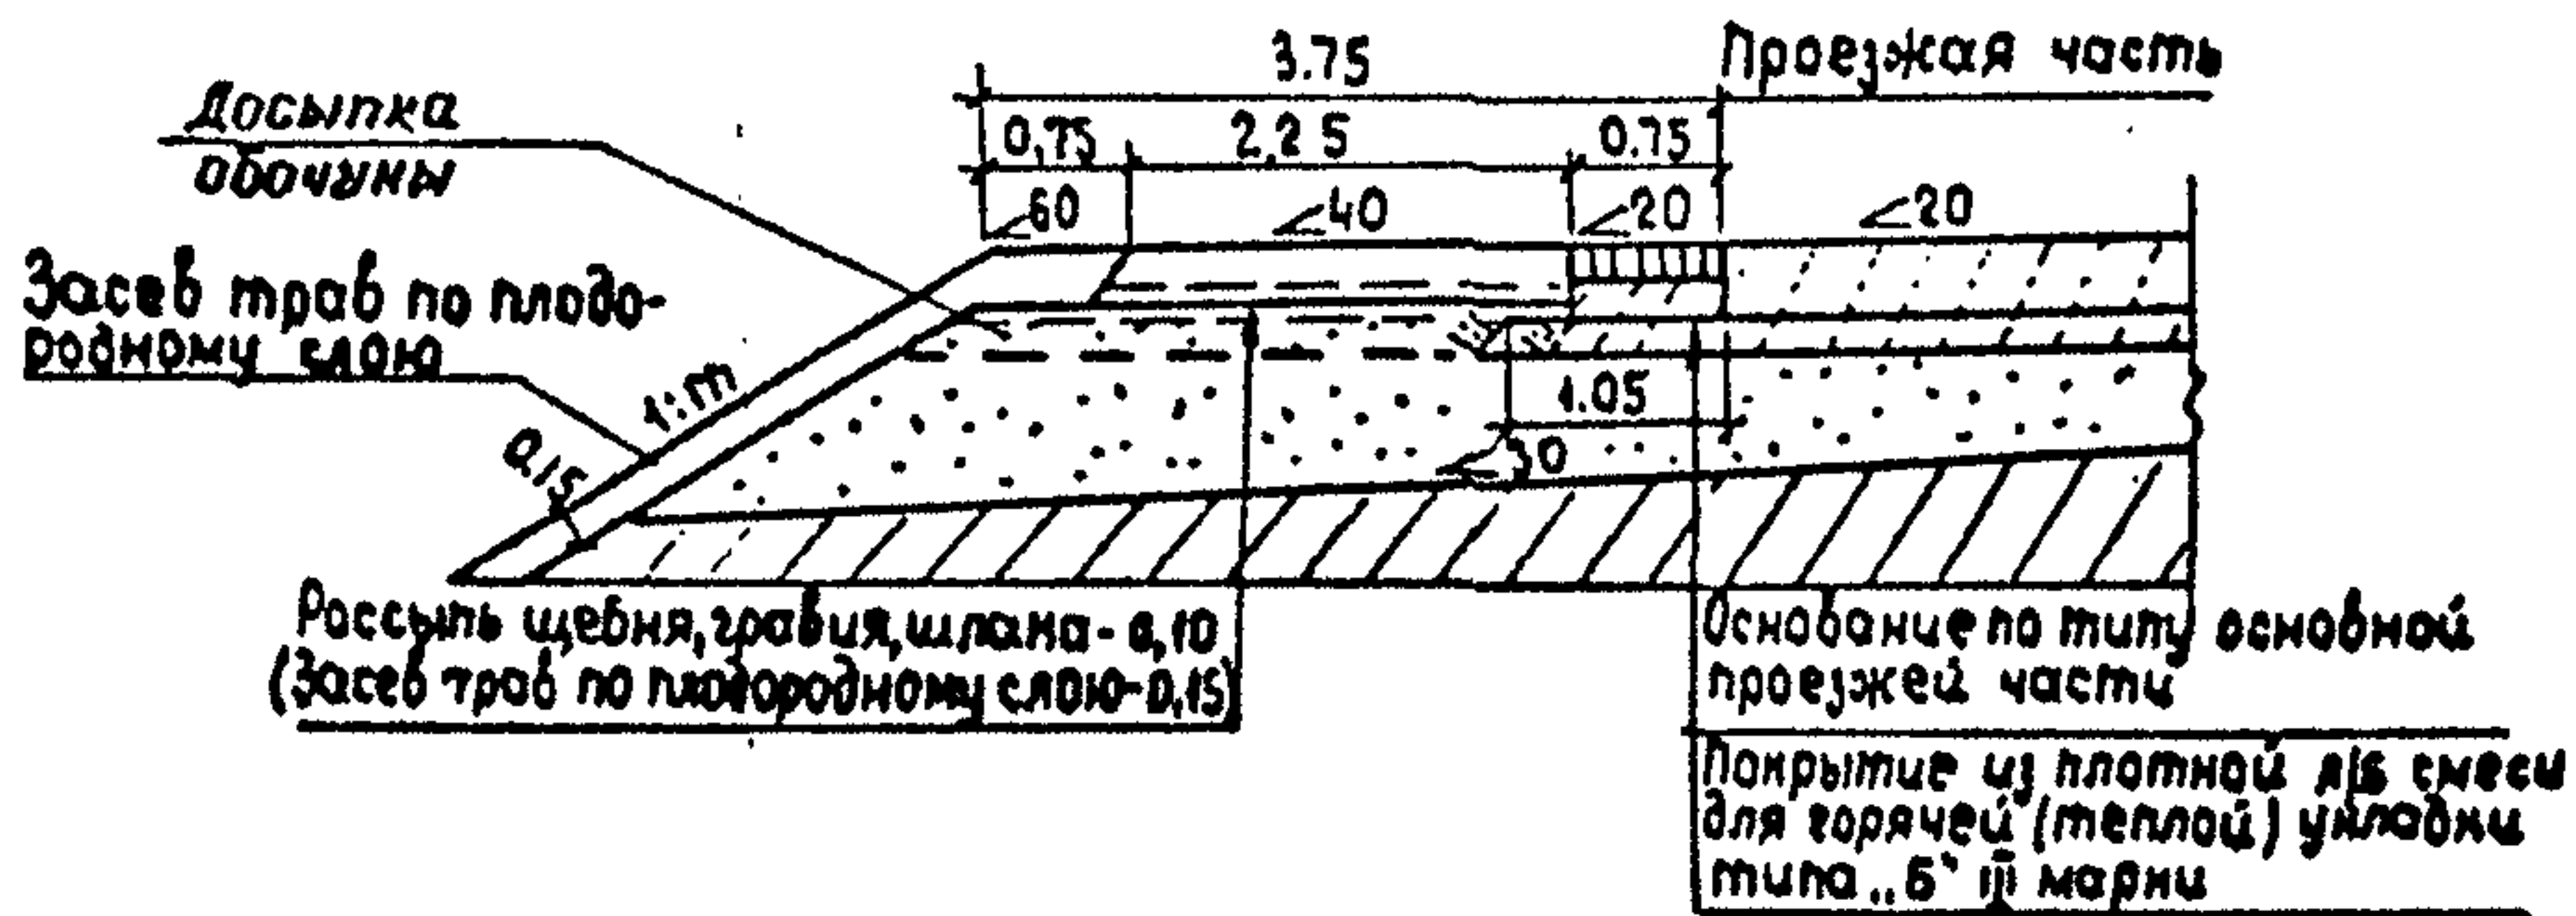 3.75
Проезжая часть
Досыпка
обочины
0,75 2,25 0.75
∠60 ∠40 ∠20 ∠20
Засев трав по плодо-
родному слою
1:m
0,15
1.05
∠30
Россыпь щебня, гравия, шлака - 0,10
(Засев трав по плодородному слою-0,15)
Основание по типу основной
проезжей части
Покрытие из плотной а/б смеси
для горячей (теплой) укладки
типа „Б“ III марки